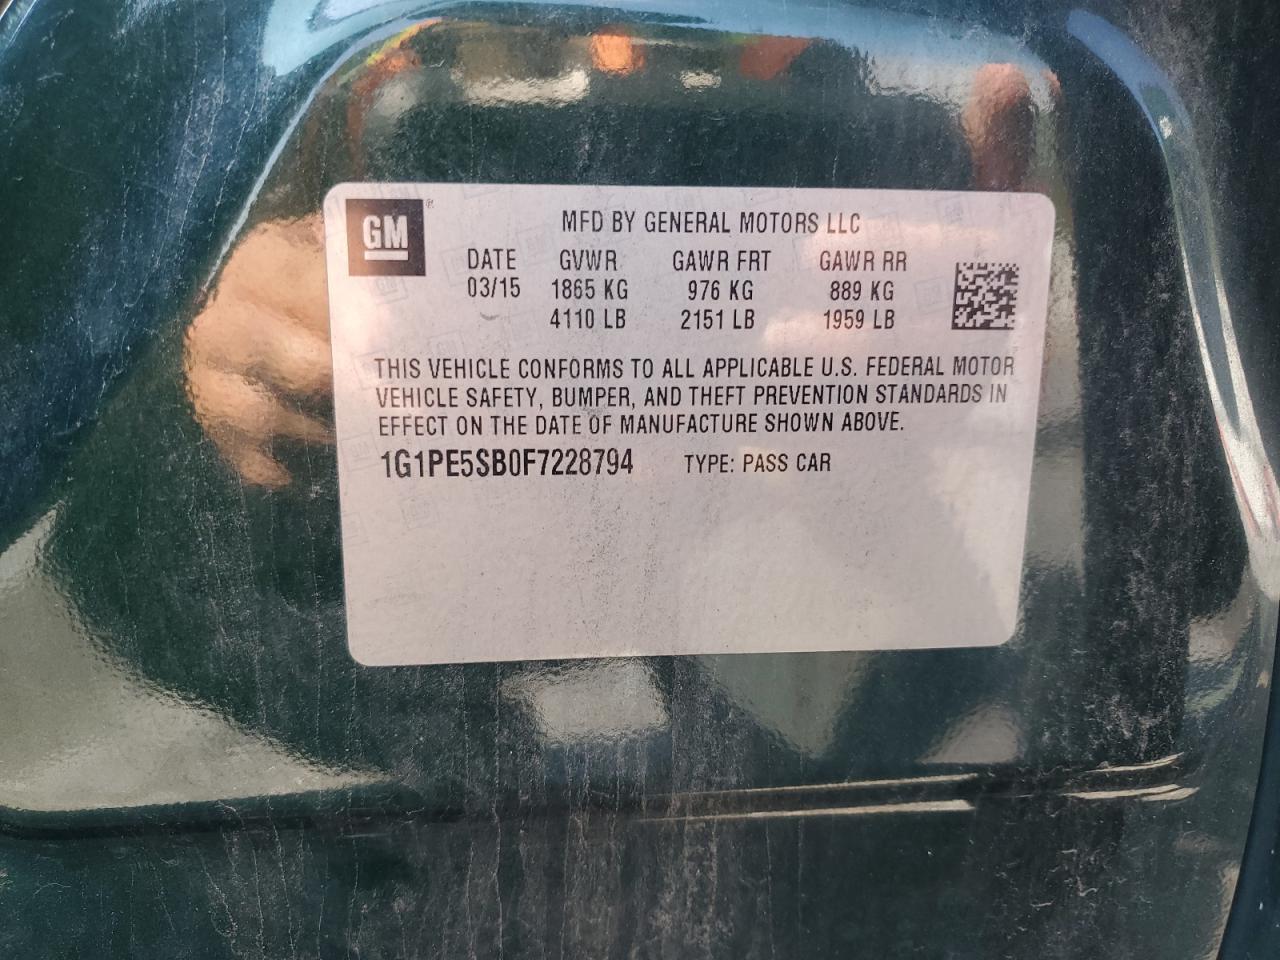 GM
MFD BY GENERAL MOTORS LLC
DATE GVWR GAWR FRT GAWR RR
03/15 1865 KG 976 KG 889 KG
4110 LB 2151 LB 1959 LB
THIS VEHICLE CONFORMS TO ALL APPLICABLE U.S. FEDERAL MOTOR
VEHICLE SAFETY, BUMPER, AND THEFT PREVENTION STANDARDS IN
EFFECT ON THE DATE OF MANUFACTURE SHOWN ABOVE.
1G1PE5SB0F7228794 TYPE: PASS CAR